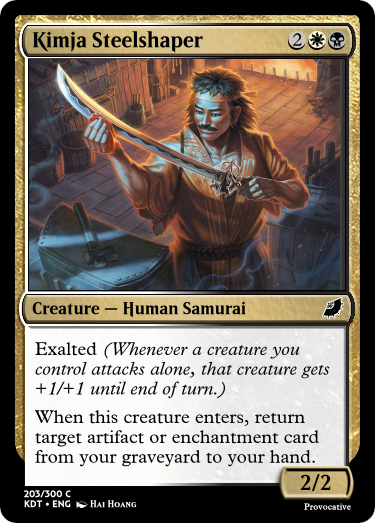 Kimja Steelshaper 2
Creature — Human Samurai
Exalted (Whenever a creature you
control attacks alone, that creature gets
+1/+1 until end of turn.)
When this creature enters, return
target artifact or enchantment card
from your graveyard to your hand.
2/2
203/300 C
KDT • ENG Hai Hoang
Provocative